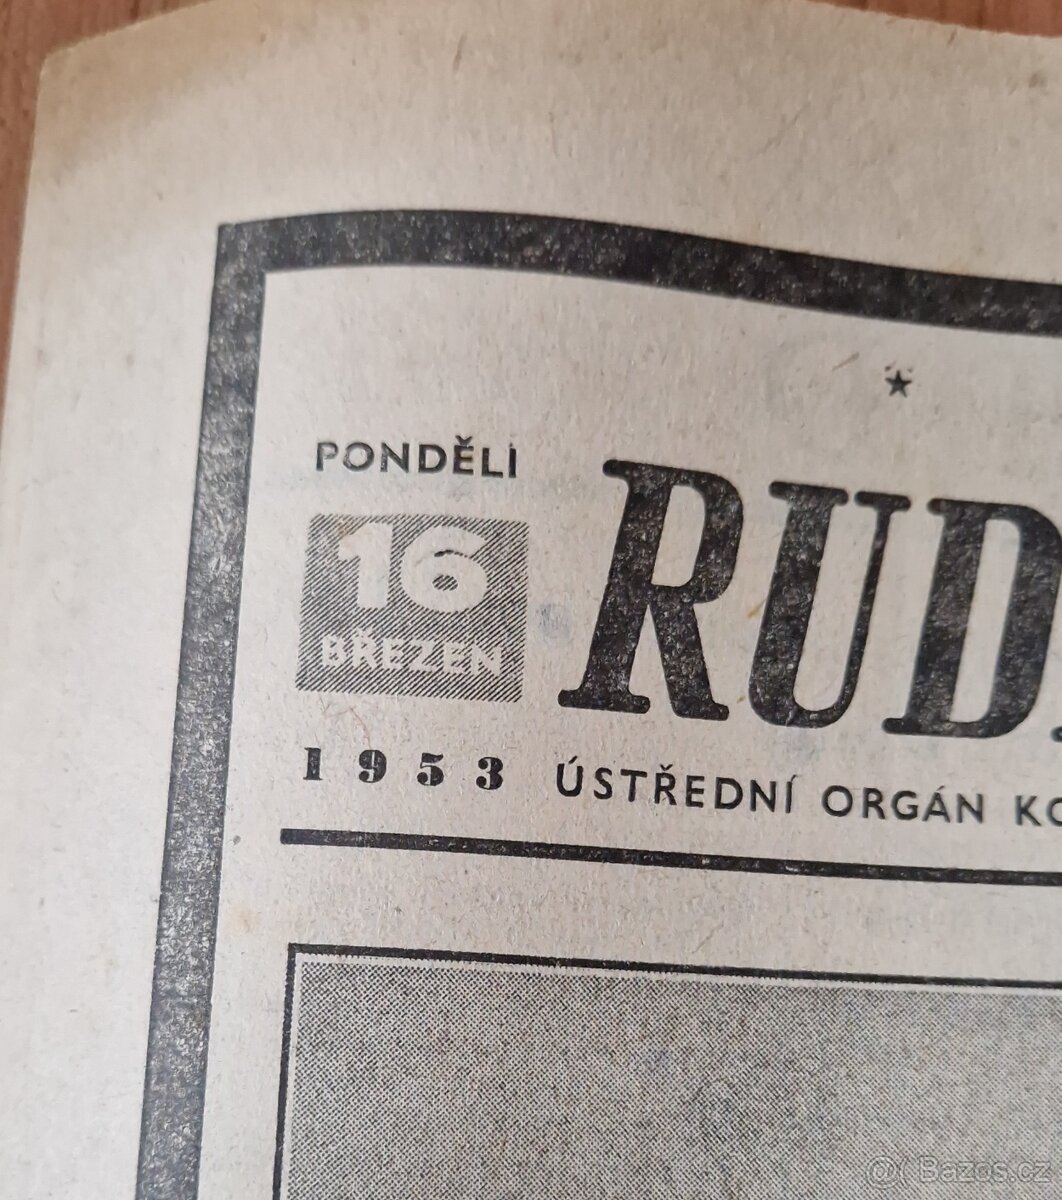 PONDĚLÍ
16
BŘEZEN
1953
RUD
ÚSTŘEDNÍ ORGÁN KO
@ Bazos.cz